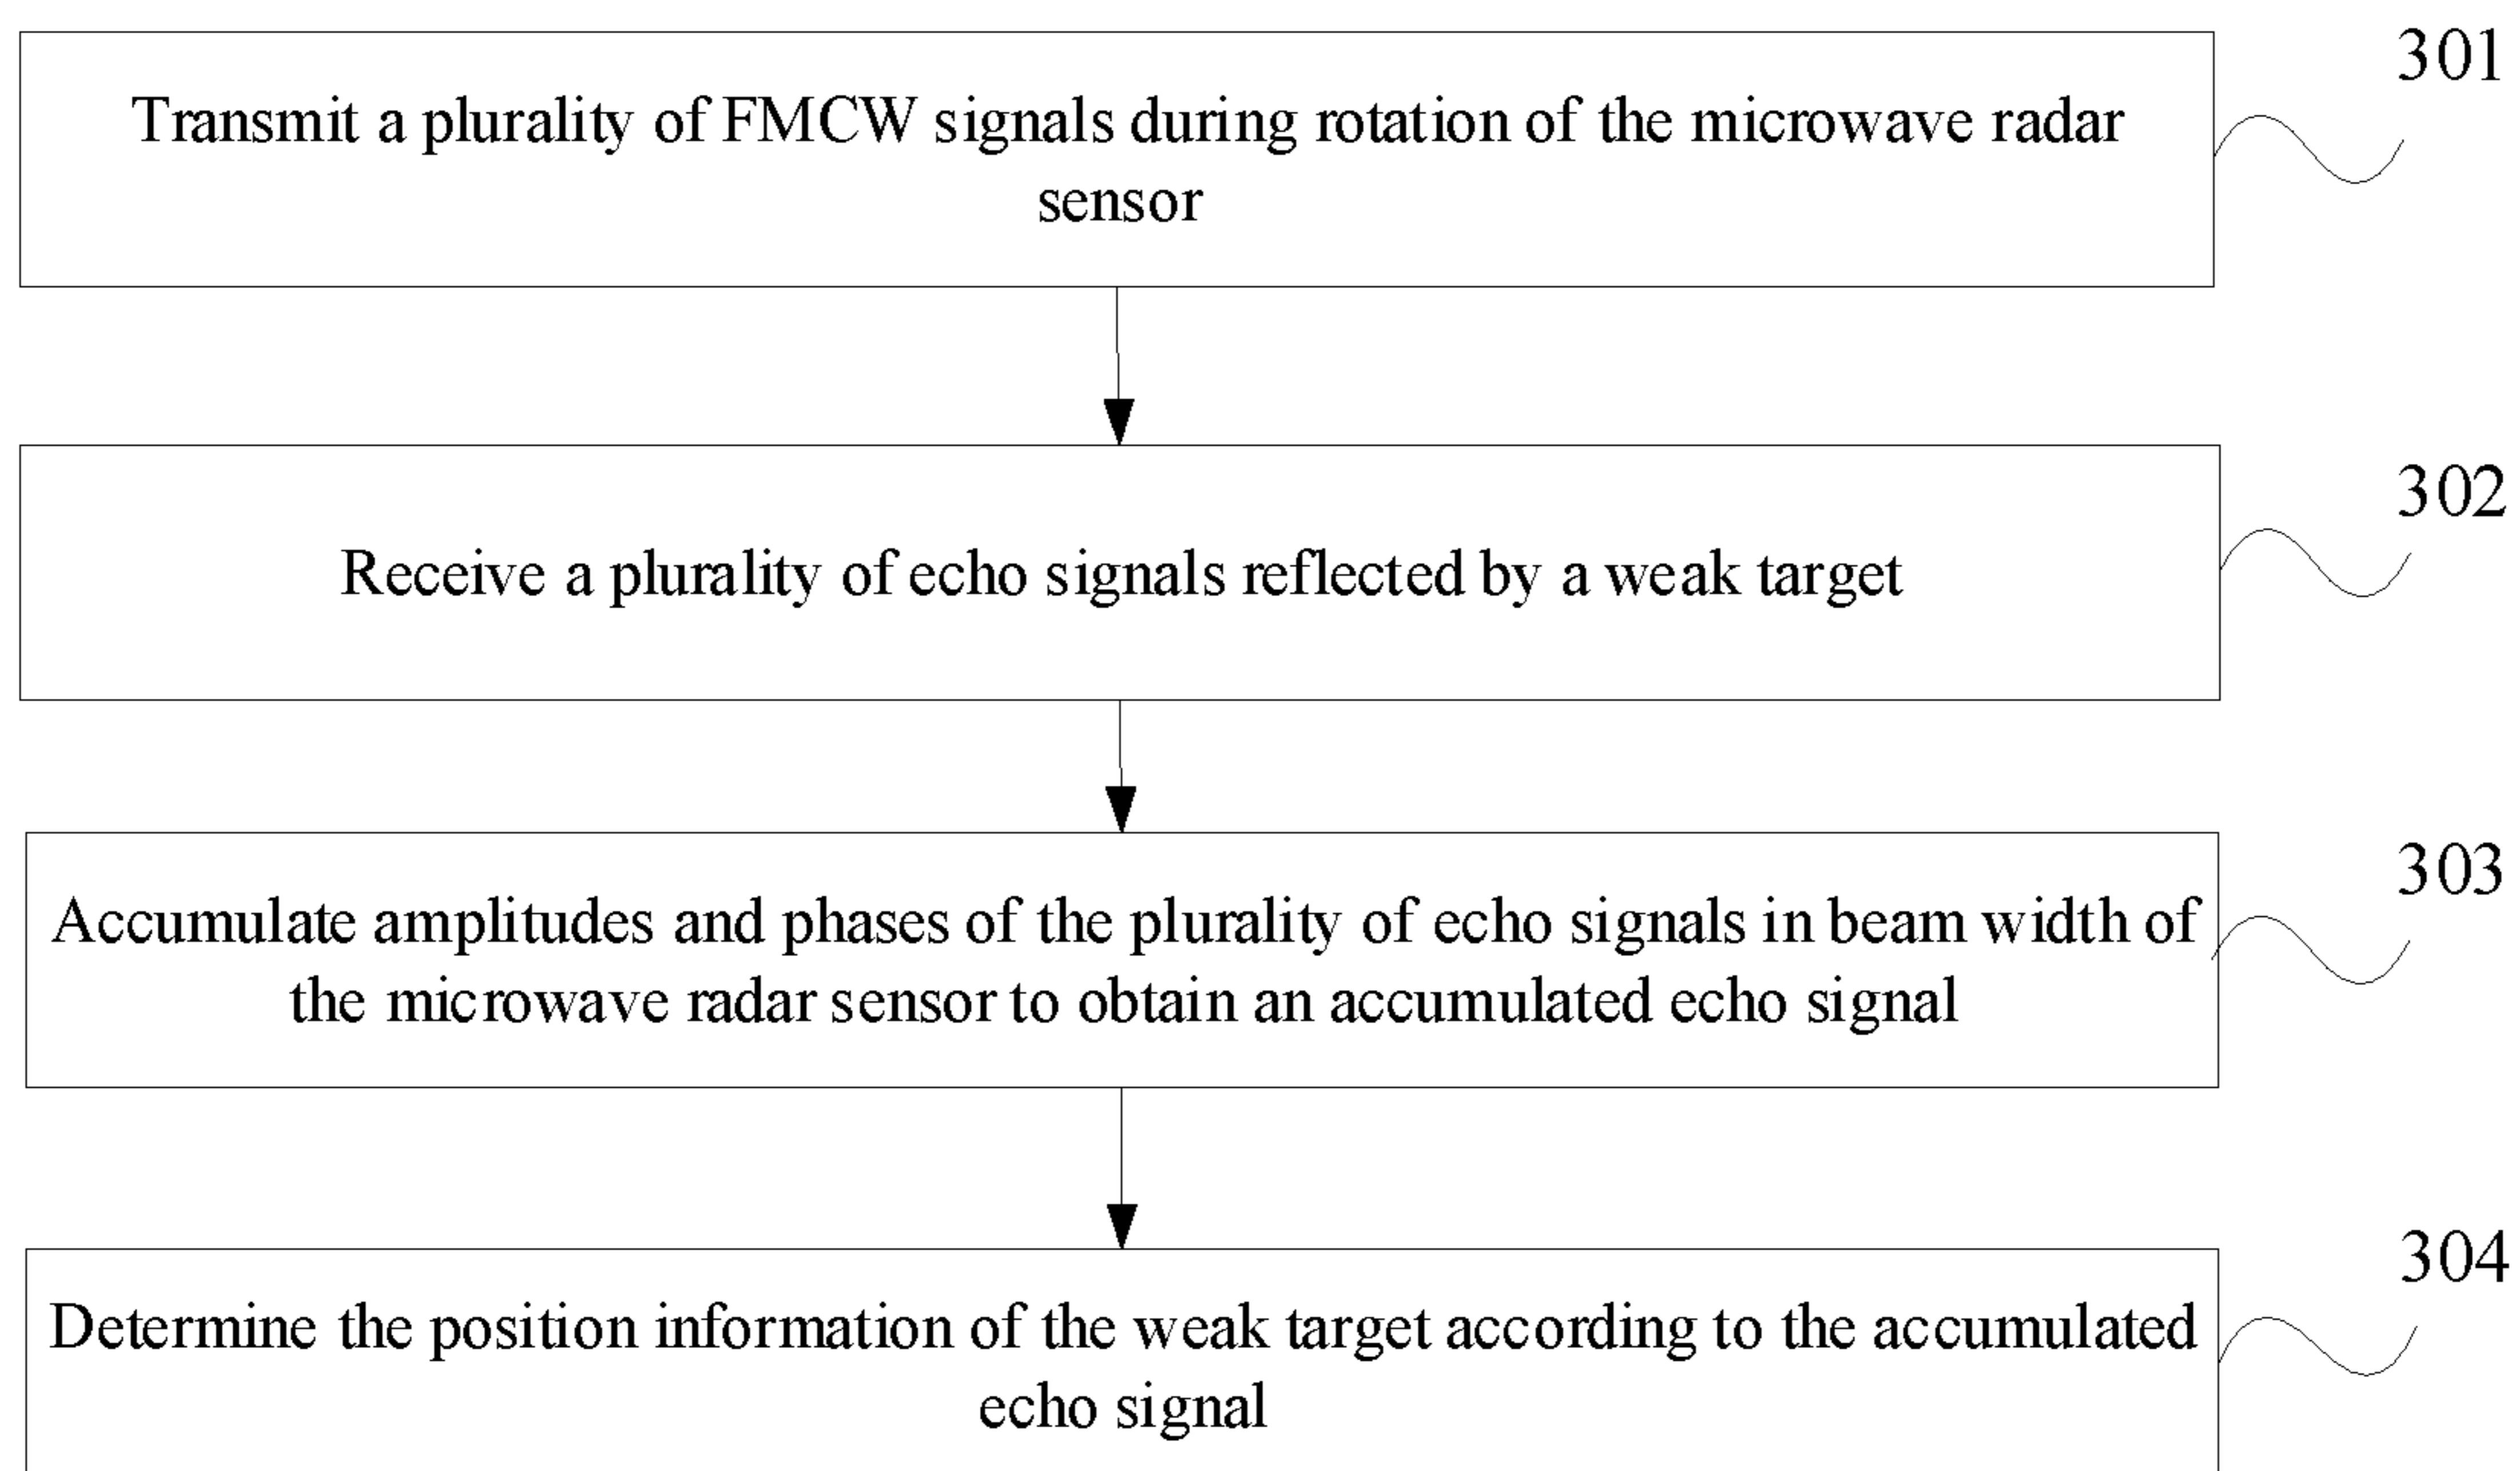 301
Transmit a plurality of FMCW signals during rotation of the microwave radar
sensor
302
Receive a plurality of echo signals reflected by a weak target
303
Accumulate amplitudes and phases of the plurality of echo signals in beam width of
the microwave radar sensor to obtain an accumulated echo signal
304
Determine the position information of the weak target according to the accumulated
echo signal